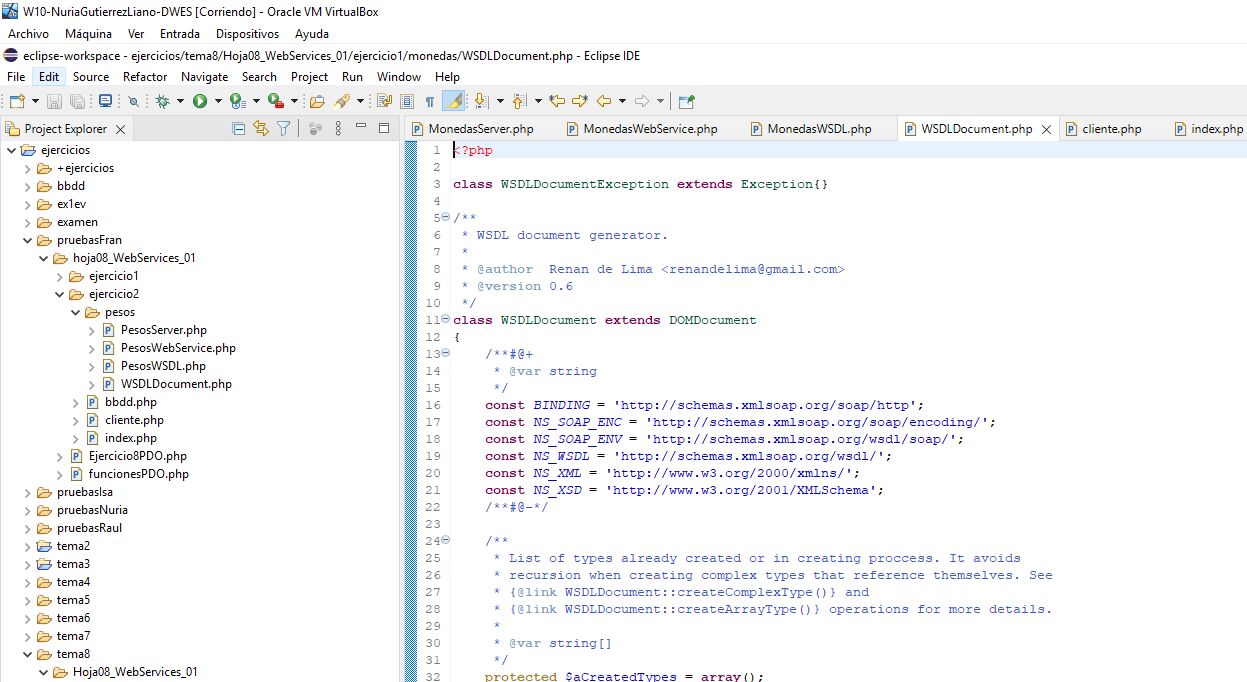 W10-NuriaGutierrezLiano-DWES [Corriendo] - Oracle VM VirtualBox
Archivo Máquina Ver Entrada Dispositivos Ayuda
eclipse-workspace - ejercicios/tema8/Hoja08_WebServices_01/ejercicio1/monedas/WSDLDocument.php - Eclipse IDE
File Edit Source Refactor Navigate Search Project Run Window Help
Project Explorer
ejercicios
+ejercicios
bbdd
ex1ev
examen
pruebasFran
hoja08_WebServices_01
ejercicio1
ejercicio2
pesos
PesosServer.php
PesosWebService.php
PesosWSDL.php
WSDLDocument.php
bbdd.php
cliente.php
index.php
Ejercicio8PDO.php
funcionesPDO.php
pruebasIsa
pruebasNuria
pruebasRaul
tema2
tema3
tema4
tema5
tema6
tema7
tema8
Hoja08_WebServices_01
MonedasServer.php MonedasWebService.php MonedasWSDL.php WSDLDocument.php cliente.php index.php
1 <?php
2
3 class WSDLDocumentException extends Exception{}
4
5 /**
6 * WSDL document generator.
7 *
8 * @author Renan de Lima <renandelima@gmail.com>
9 * @version 0.6
10 */
11 class WSDLDocument extends DOMDocument
12 {
13 /**#@+
14 * @var string
15 */
16 const BINDING = 'http://schemas.xmlsoap.org/soap/http';
17 const NS_SOAP_ENC = 'http://schemas.xmlsoap.org/soap/encoding/';
18 const NS_SOAP_ENV = 'http://schemas.xmlsoap.org/wsdl/soap/';
19 const NS_WSDL = 'http://schemas.xmlsoap.org/wsdl/';
20 const NS_XML = 'http://www.w3.org/2000/xmlns/';
21 const NS_XSD = 'http://www.w3.org/2001/XMLSchema';
22 /**#@-*/
23
24 /**
25 * List of types already created or in creating proccess. It avoids
26 * recursion when creating complex types that reference themselves. See
27 * {@link WSDLDocument::createComplexType()} and
28 * {@link WSDLDocument::createArrayType()} operations for more details.
29 *
30 * @var string[]
31 */
32 protected $aCreatedTypes = array();